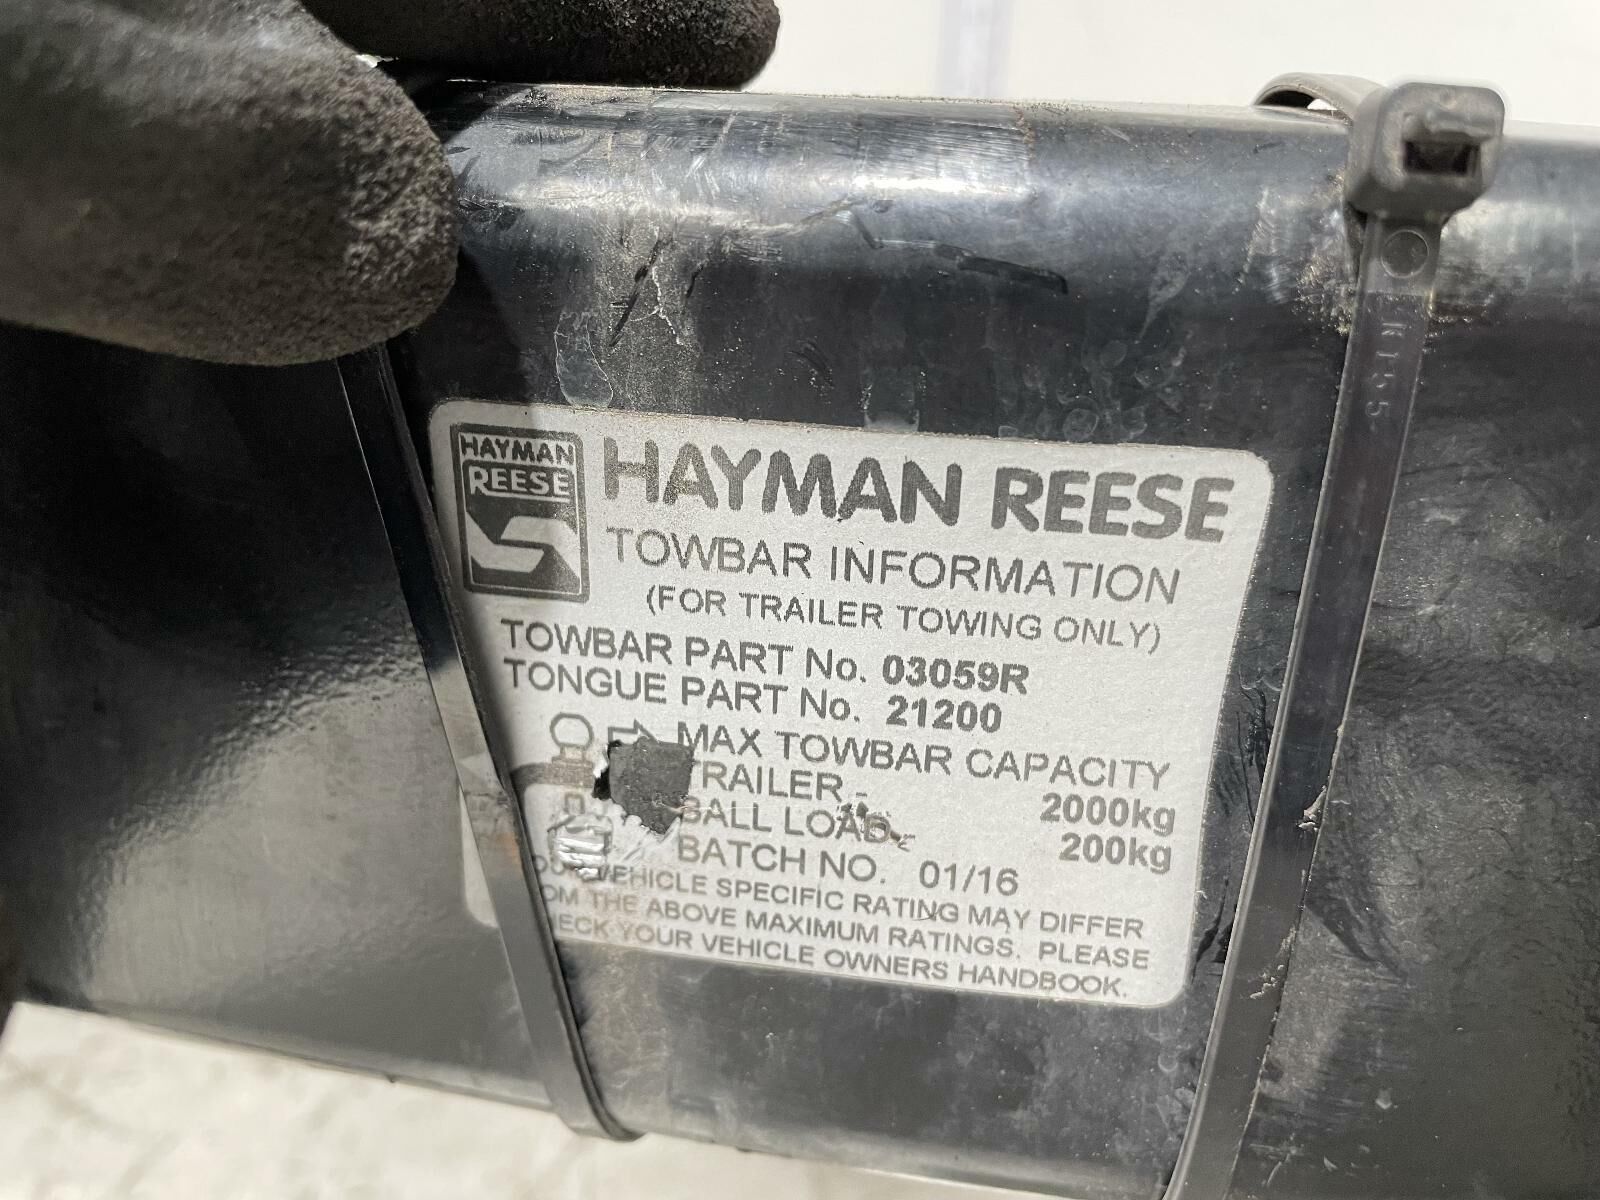 HAYMAN
REESE
HAYMAN REESE
TOWBAR INFORMATION
(FOR TRAILER TOWING ONLY)
TOWBAR PART No. 03059R
TONGUE PART No. 21200
MAX TOWBAR CAPACITY
TRAILER - 2000kg
BALL LOAD - 200kg
BATCH NO. 01/16
VEHICLE SPECIFIC RATING MAY DIFFER
THE ABOVE MAXIMUM RATINGS. PLEASE
YOUR VEHICLE OWNERS HANDBOOK.